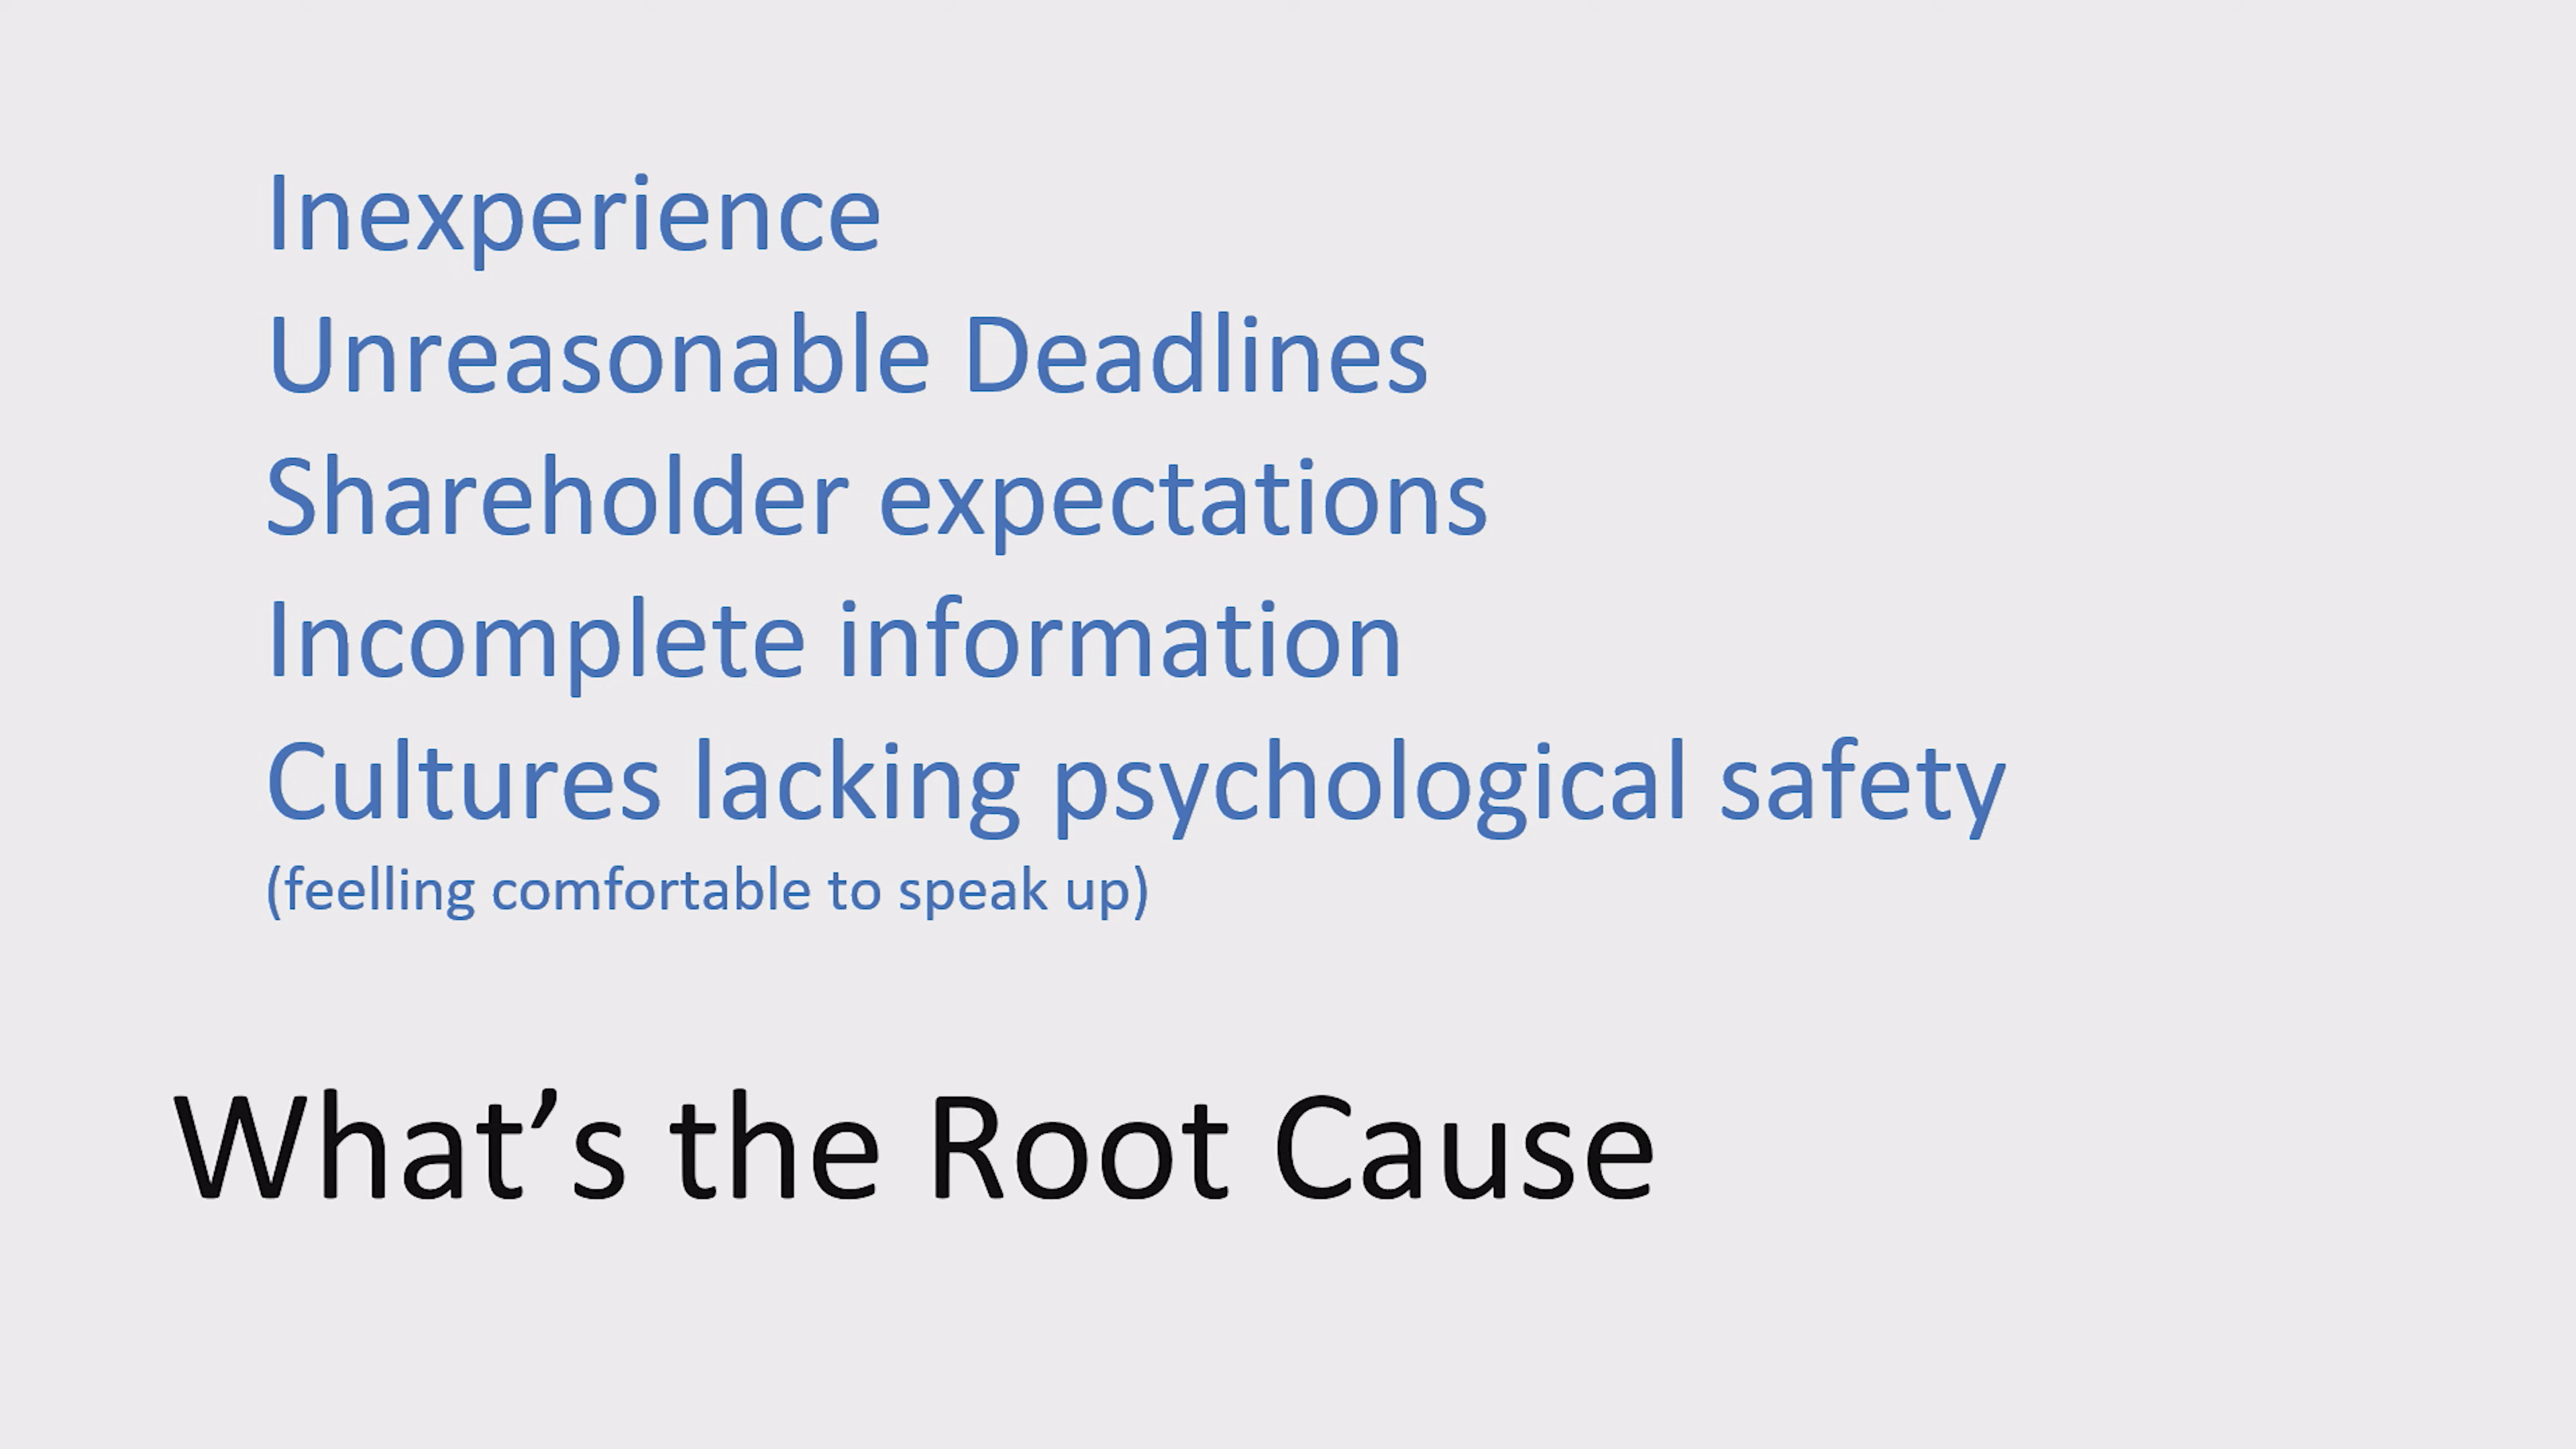 Inexperience
Unreasonable Deadlines
Shareholder expectations
Incomplete information
Cultures lacking psychological safety
(feelling comfortable to speak up)
What’s the Root Cause